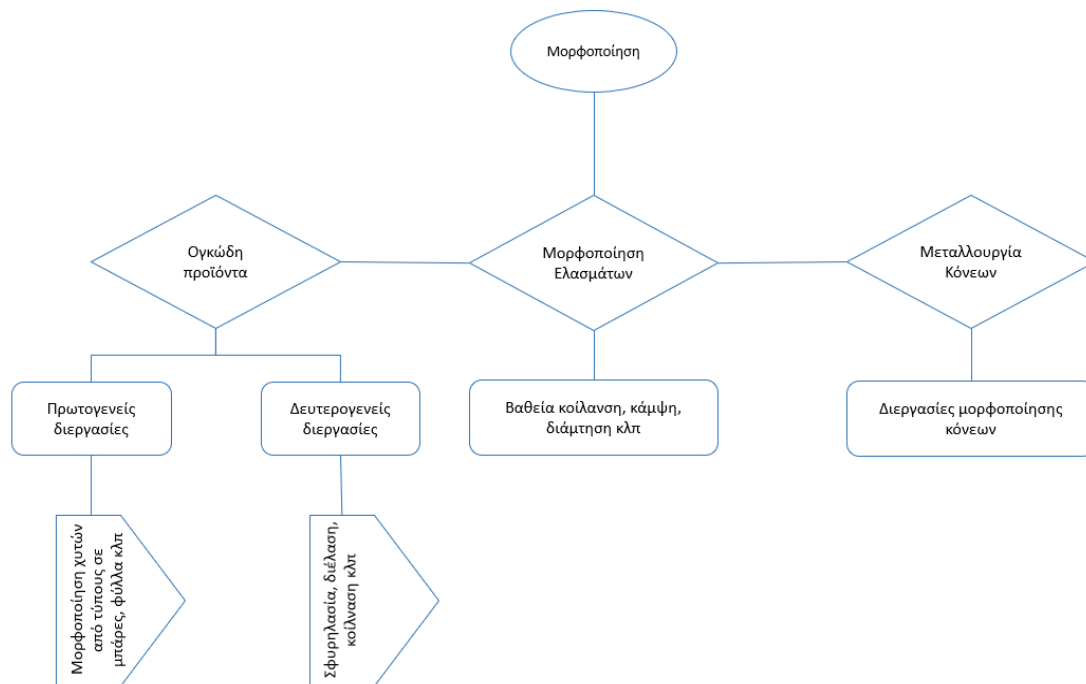 Μορφοποίηση
Ογκώδη
προϊόντα
Μορφοποίηση
Ελασμάτων
Μεταλλουργία
Κόνεων
Πρωτογενείς
διεργασίες
Δευτερογενείς
διεργασίες
Βαθεία κοίλανση, κάμψη,
διάμτηση κλπ
Διεργασίες μορφοποίησης
κόνεων
Μορφοποίηση χυτών
από τύπους σε
μπάρες, φύλλα κλπ
Σφυρηλασία, διέλαση,
κοίλναση κλπ